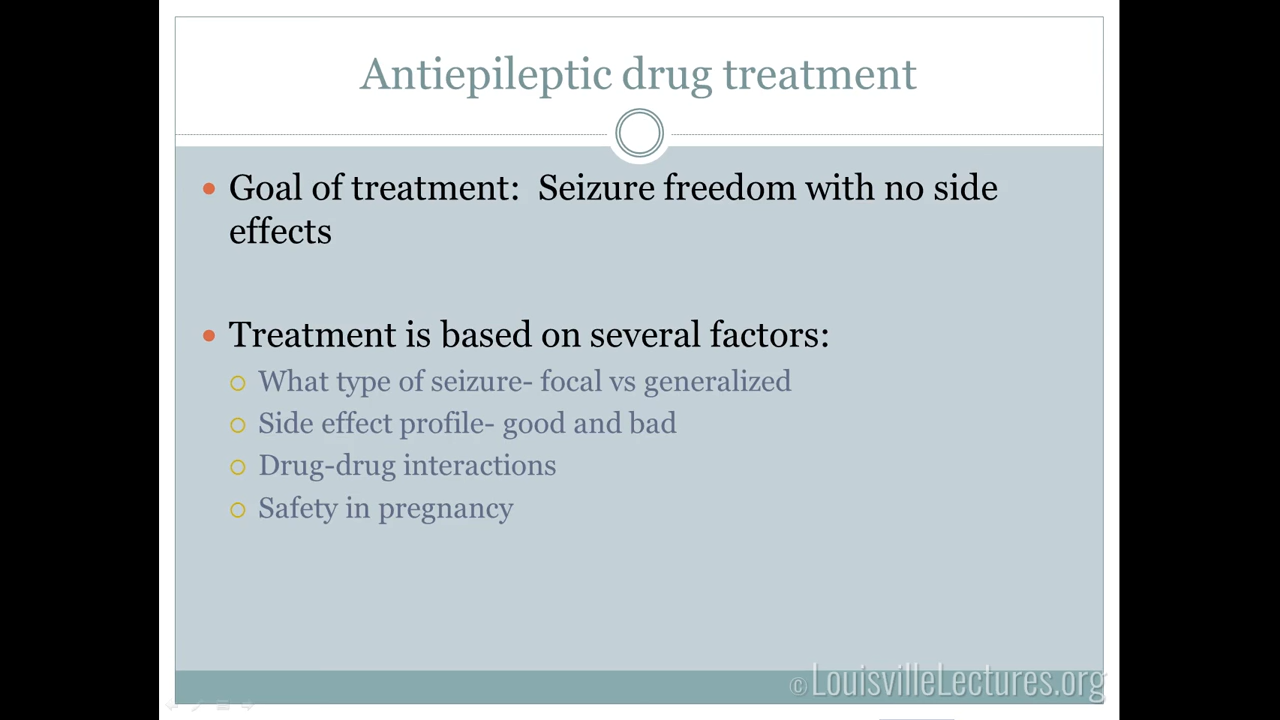 Antiepileptic drug treatment
• Goal of treatment:  Seizure freedom with no side
effects
• Treatment is based on several factors:
○ What type of seizure- focal vs generalized
○ Side effect profile- good and bad
○ Drug-drug interactions
○ Safety in pregnancy
© LouisvilleLectures.org